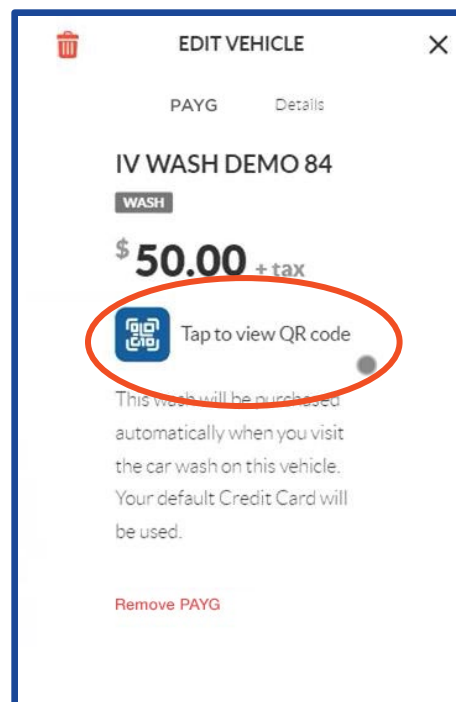 EDIT VEHICLE
PAYG Details
IV WASH DEMO 84
WASH
$ 50.00 + tax
Tap to view QR code
This wash will be purchased
automatically when you visit
the car wash on this vehicle.
Your default Credit Card will
be used.
Remove PAYG